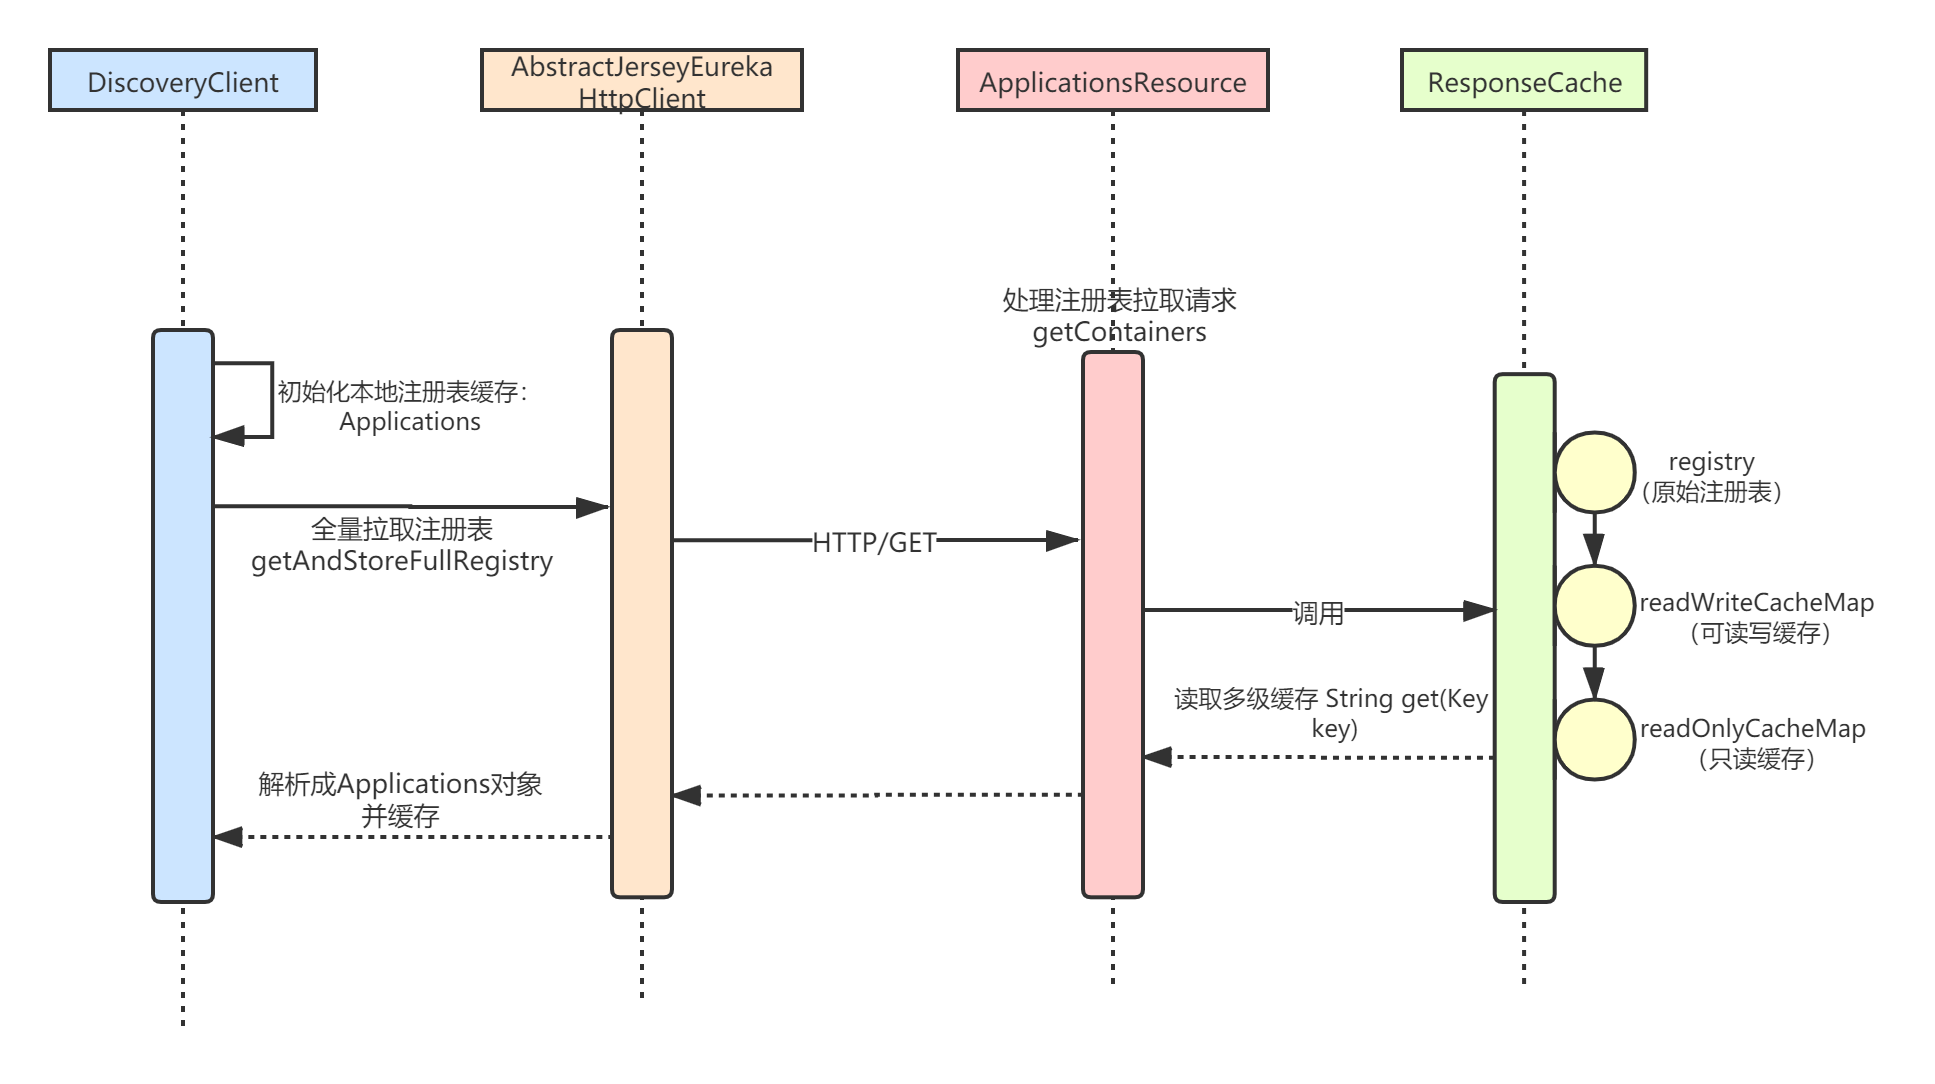 DiscoveryClient
AbstractJerseyEureka
HttpClient
ApplicationsResource
ResponseCache
处理注册表拉取请求
getContainers
初始化本地注册表缓存：
Applications
registry
（原始注册表）
全量拉取注册表
getAndStoreFullRegistry
HTTP/GET
调用
readWriteCacheMap
（可读写缓存）
读取多级缓存 String get(Key
key)
readOnlyCacheMap
（只读缓存）
解析成Applications对象
并缓存